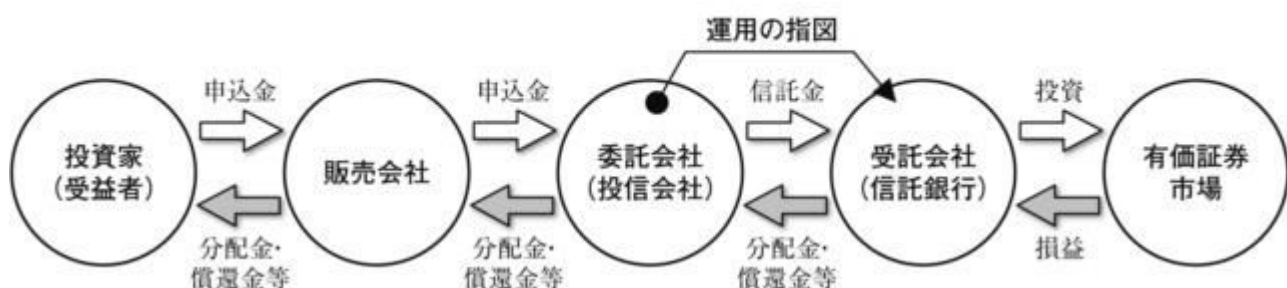 運用の指図
申込金
申込金
信託金
投資
投資家
（受益者）
販売会社
委託会社
（投信会社）
受託会社
（信託銀行）
有価証券
市場
分配金・
償還金等
分配金・
償還金等
分配金・
償還金等
損益